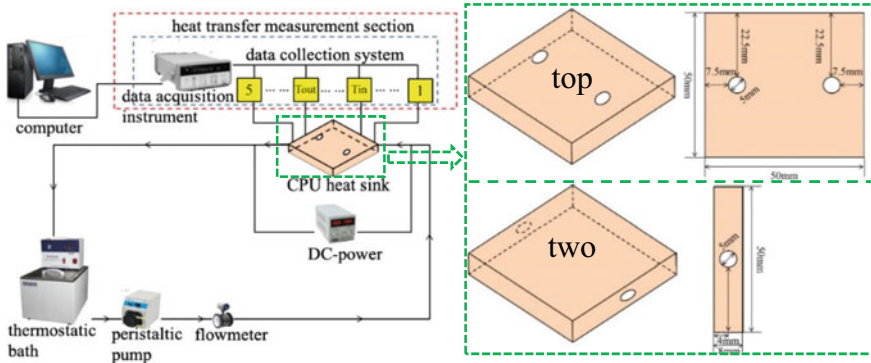 heat transfer measurement section
data collection system
data acquisition
instrument
5
... ...
Tout
... ...
Tin
... ...
1
computer
CPU heat sink
DC-power
thermostatic
bath
peristaltic
pump
flowmeter
top
22.5mm
22.5mm
7.5mm
7.5mm
5mm
50mm
50mm
two
5mm
50mm
4mm
8mm